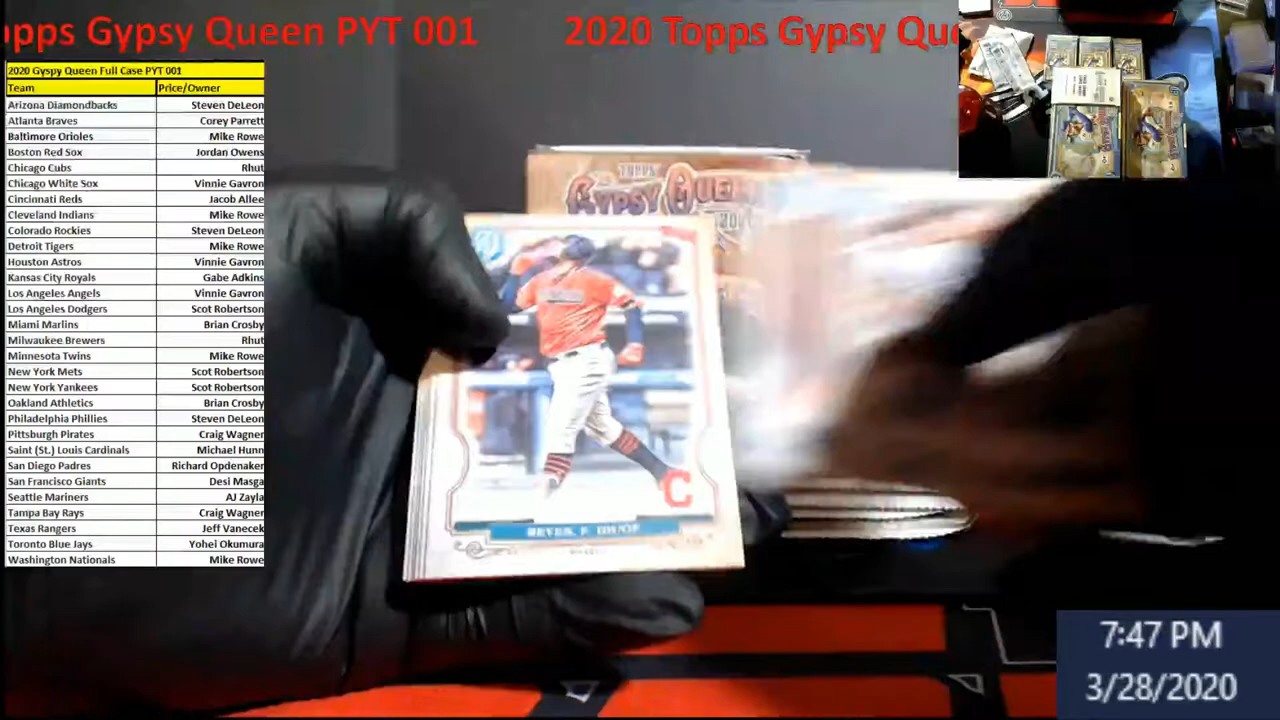 opps Gypsy Queen PYT 001 2020 Topps Gypsy Que
2020 Gyspy Queen Full Case PYT 001
Team Price/Owner
Arizona Diamondbacks Steven DeLeon
Atlanta Braves Corey Parrett
Baltimore Orioles Mike Rowe
Boston Red Sox Jordan Owens
Chicago Cubs Rhut
Chicago White Sox Vinnie Gavron
Cincinnati Reds Jacob Allee
Cleveland Indians Mike Rowe
Colorado Rockies Steven DeLeon
Detroit Tigers Mike Rowe
Houston Astros Vinnie Gavron
Kansas City Royals Gabe Adkins
Los Angeles Angels Vinnie Gavron
Los Angeles Dodgers Scot Robertson
Miami Marlins Brian Crosby
Milwaukee Brewers Rhut
Minnesota Twins Mike Rowe
New York Mets Scot Robertson
New York Yankees Scot Robertson
Oakland Athletics Brian Crosby
Philadelphia Phillies Steven DeLeon
Pittsburgh Pirates Craig Wagner
Saint (St.) Louis Cardinals Michael Hunn
San Diego Padres Richard Opdenaker
San Francisco Giants Desi Masga
Seattle Mariners AJ Zayla
Tampa Bay Rays Craig Wagner
Texas Rangers Jeff Vanecek
Toronto Blue Jays Yohei Okumura
Washington Nationals Mike Rowe
TOPPS
GYPSY QUEE
C
REYES, F.
7:47 PM
3/28/2020